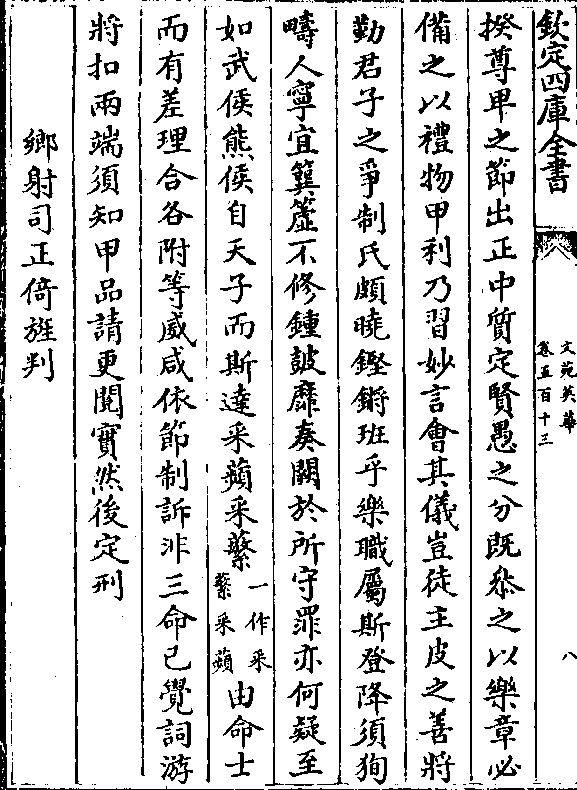 欽定四庫全書
文苑英華
卷五百十三
八
揆尊卑之節出正中質定賢愚之分既叅之以樂章必
備之以禮物甲利乃習妙言會其儀豈徒主皮之善將
勤君子之爭制氏頗曉鏗鏘班乎樂職屬斯登降須狥
疇人寧宜簨簴不修鍾皷靡奏闕於所守罪亦何疑至
如武侯熊侯自天子而斯達采蘋采蘩
一作采
蘩采蘋
由命士
而有差理合各附等威咸依節制訴非三命已覺詞游
將扣兩端須知甲品請更閱實然後定刑
鄉射司正倚旌判